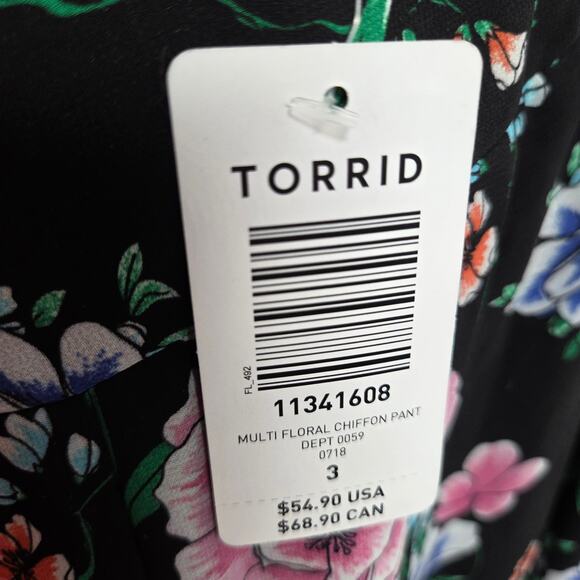 TORRID
FL_492
11341608
MULTI FLORAL CHIFFON PANT
DEPT 0059
0718
3
$54.90 USA
$68.90 CAN